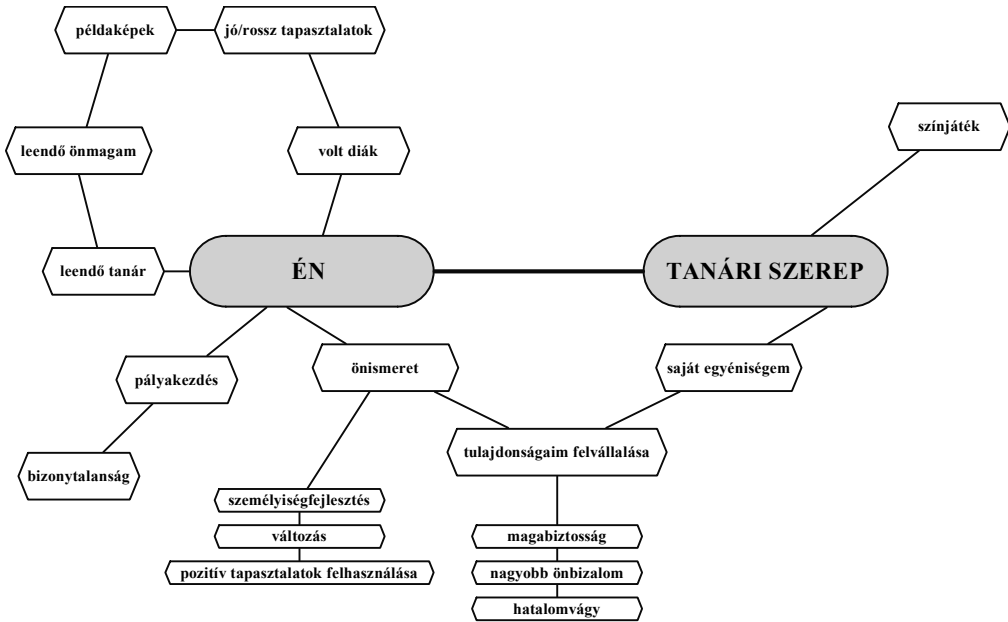 példaképek
jó/rossz tapasztalatok
színjáték
leendő önmagam
volt diák
leendő tanár
ÉN
TANÁRI SZEREP
pályakezdés
önismeret
saját egyéniségem
bizonytalanság
tulajdonságaim felvállalása
személyiségfejlesztés
változás
magabiztosság
pozitív tapasztalatok felhasználása
nagyobb önbizalom
hatalomvágy